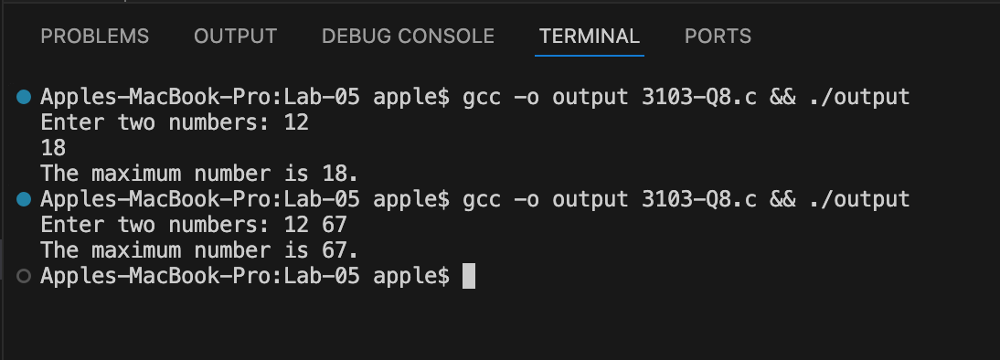 PROBLEMS OUTPUT DEBUG CONSOLE TERMINAL PORTS
Apples-MacBook-Pro:Lab-05 apple$ gcc -o output 3103-Q8.c && ./output
Enter two numbers: 12
18
The maximum number is 18.
Apples-MacBook-Pro:Lab-05 apple$ gcc -o output 3103-Q8.c && ./output
Enter two numbers: 12 67
The maximum number is 67.
Apples-MacBook-Pro:Lab-05 apple$